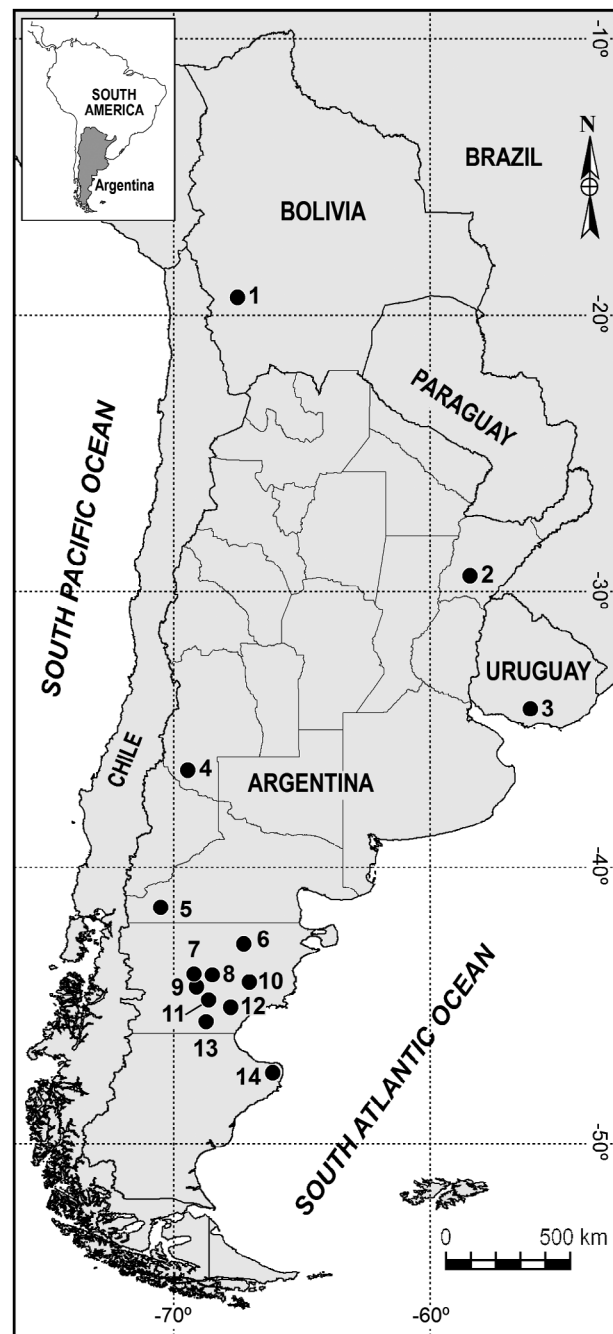 -10º
SOUTH
AMERICA
Argentina
N
BRAZIL
BOLIVIA
1
-20º
PARAGUAY
SOUTH PACIFIC OCEAN
2
-30º
URUGUAY
3
CHILE
4
ARGENTINA
-40º
5
6
7
8
9
10
11
12
13
14
SOUTH ATLANTIC OCEAN
-50º
0 500 km
-70º -60º